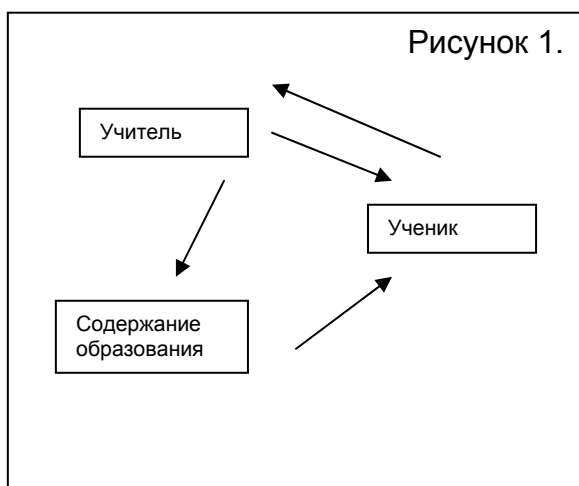 Рисунок 1.
Учитель
Ученик
Содержание
образования